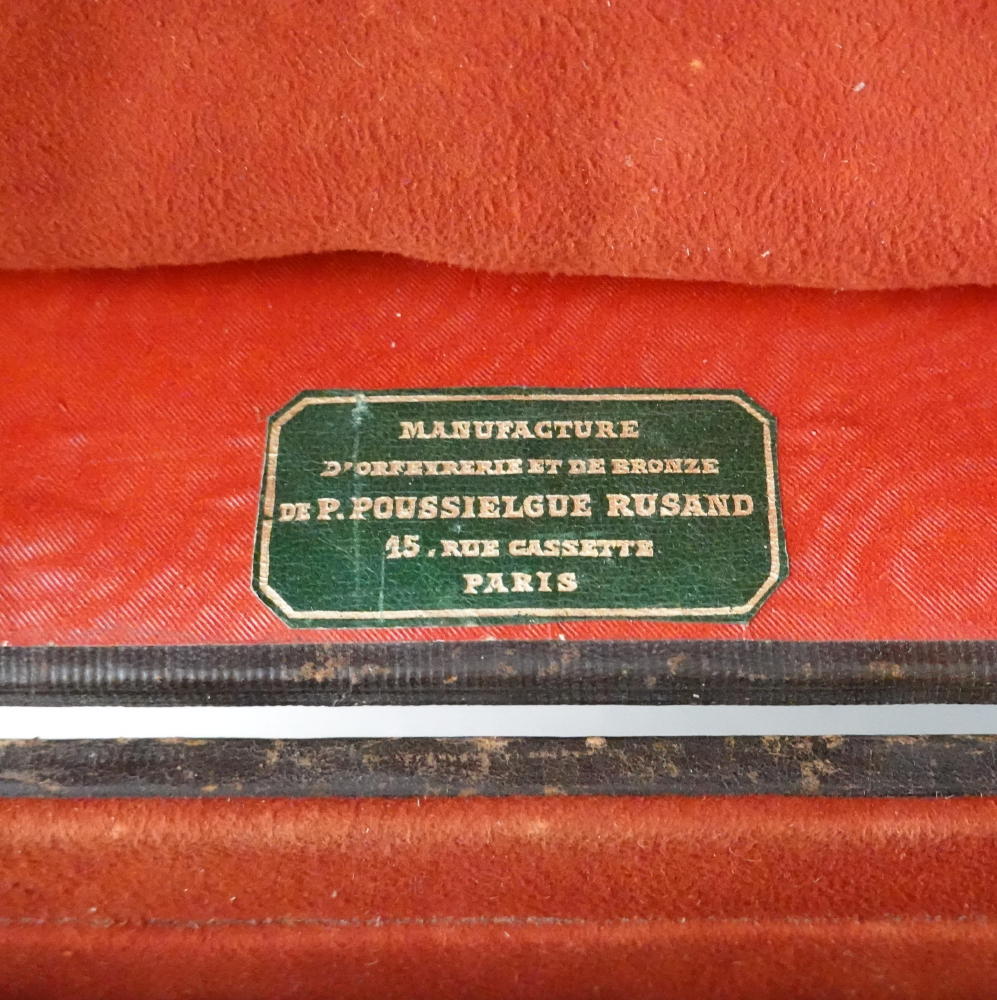 MANUFACTURE
D'ORFEVRERIE ET DE BRONZE
DE P. POUSSIELGUE RUSAND
15, RUE CASSETTE
PARIS